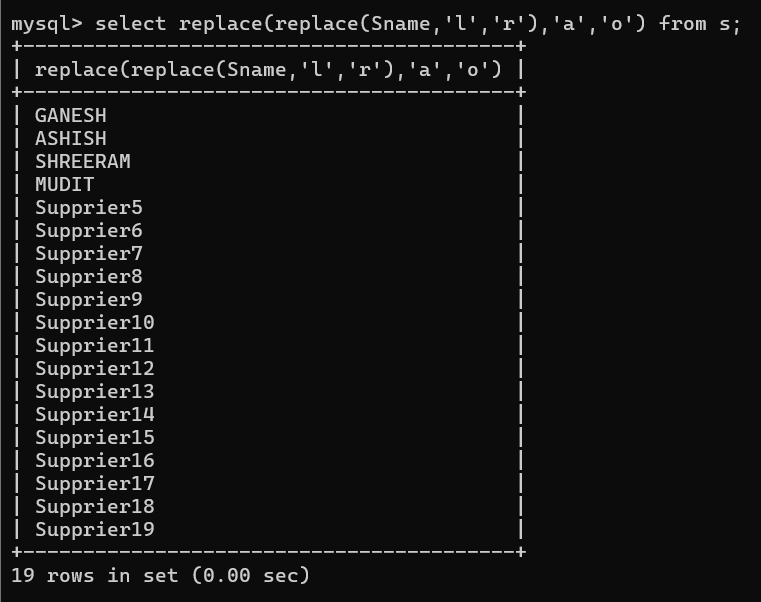 mysql> select replace(replace(Sname,'l','r'),'a','o') from s;
+-----------------------------------------+
| replace(replace(Sname,'l','r'),'a','o') |
+-----------------------------------------+
| GANESH                                  |
| ASHISH                                  |
| SHREERAM                                |
| MUDIT                                   |
| Supprier5                               |
| Supprier6                               |
| Supprier7                               |
| Supprier8                               |
| Supprier9                               |
| Supprier10                              |
| Supprier11                              |
| Supprier12                              |
| Supprier13                              |
| Supprier14                              |
| Supprier15                              |
| Supprier16                              |
| Supprier17                              |
| Supprier18                              |
| Supprier19                              |
+-----------------------------------------+
19 rows in set (0.00 sec)